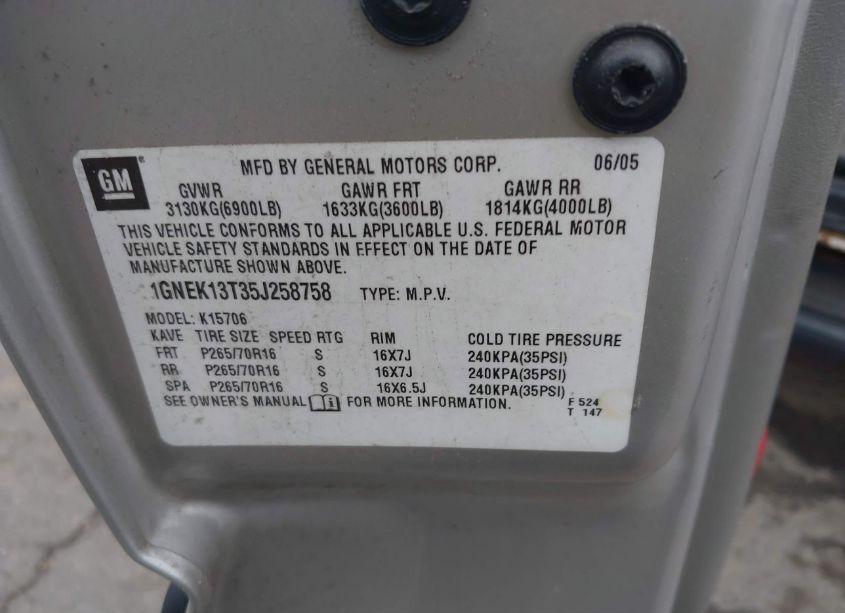 GM ® MFD BY GENERAL MOTORS CORP. 06/05
GVWR GAWR FRT GAWR RR
3130KG(6900LB) 1633KG(3600LB) 1814KG(4000LB)
THIS VEHICLE CONFORMS TO ALL APPLICABLE U.S. FEDERAL MOTOR
VEHICLE SAFETY STANDARDS IN EFFECT ON THE DATE OF
MANUFACTURE SHOWN ABOVE.
1GNEK13T35J258758 TYPE: M.P.V.
MODEL: K15706
KAVE TIRE SIZE SPEED RTG RIM COLD TIRE PRESSURE
FRT P265/70R16 S 16X7J 240KPA(35PSI)
RR P265/70R16 S 16X7J 240KPA(35PSI)
SPA P265/70R16 S 16X6.5J 240KPA(35PSI)
SEE OWNER'S MANUAL FOR MORE INFORMATION. F 524
T 147